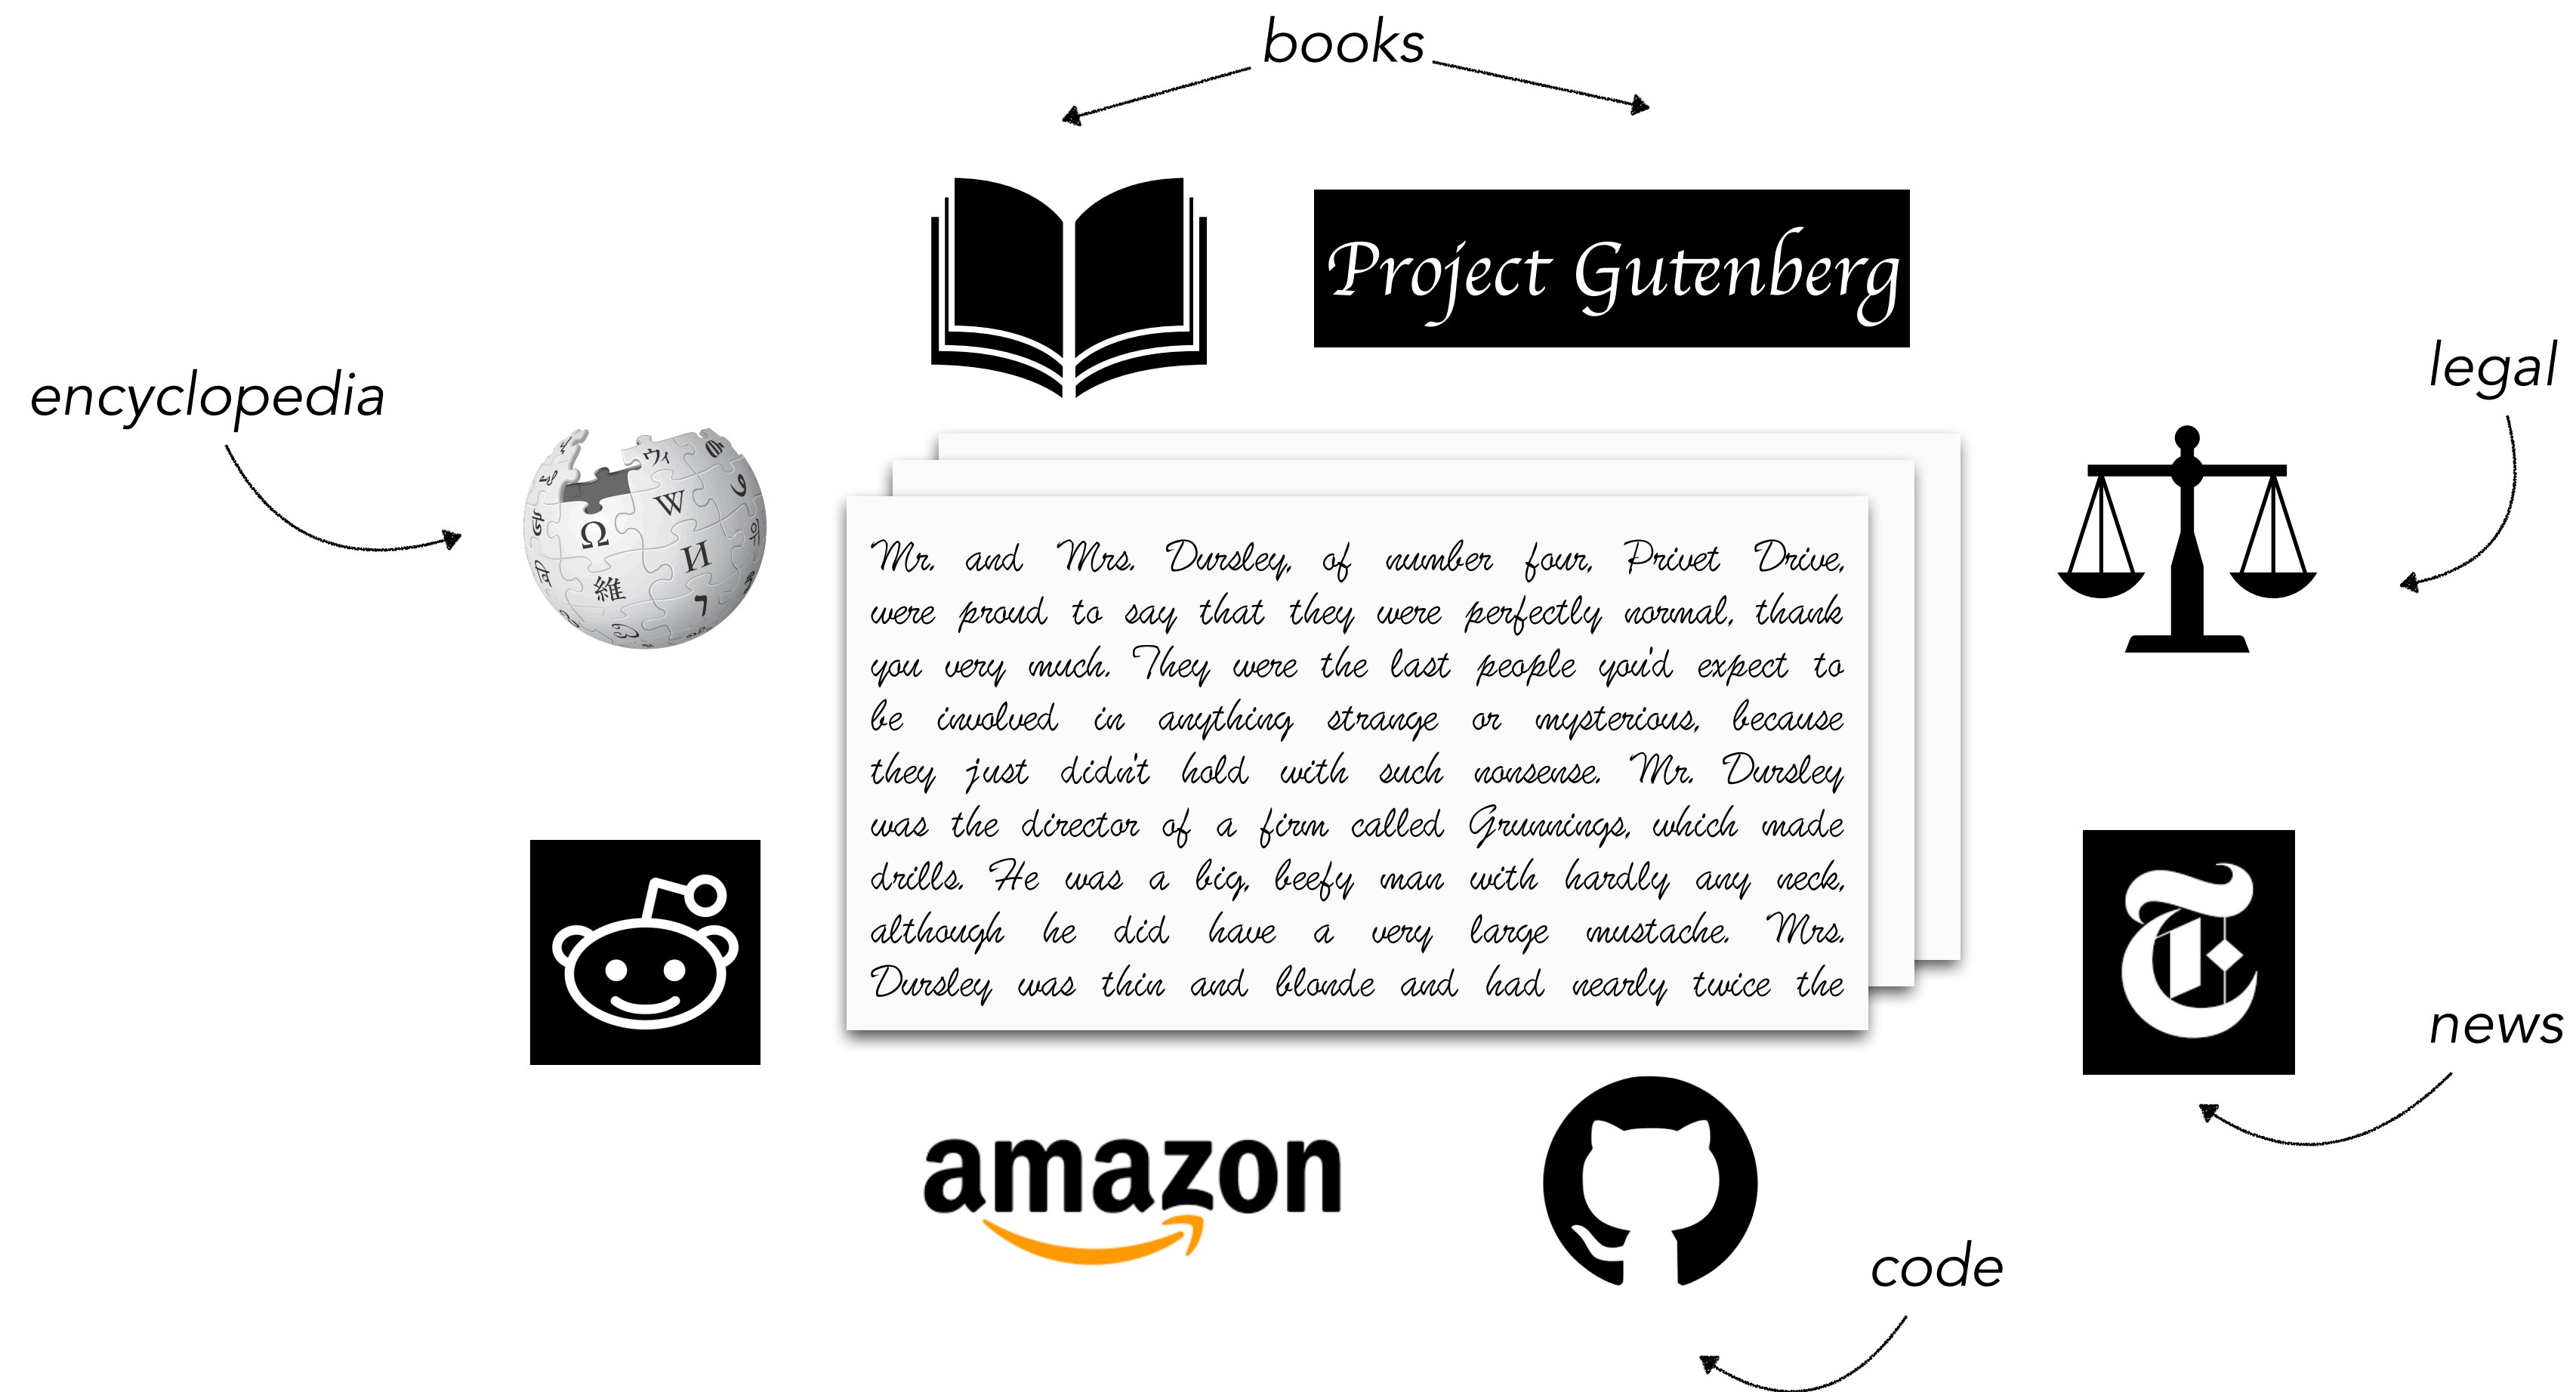 books
Project Gutenberg
encyclopedia
legal
Ω W И 維 ウィ
Mr. and Mrs. Dursley, of number four, Privet Drive,
were proud to say that they were perfectly normal, thank
you very much. They were the last people you'd expect to
be involved in anything strange or mysterious, because
they just didn't hold with such nonsense. Mr. Dursley
was the director of a firm called Grunnings, which made
drills. He was a big, beefy man with hardly any neck,
although he did have a very large mustache. Mrs.
Dursley was thin and blonde and had nearly twice the
T
news
amazon
code